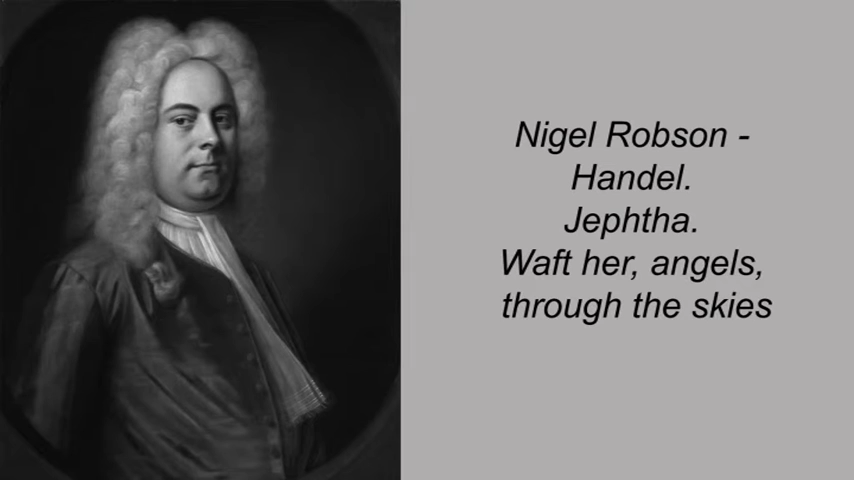 Nigel Robson -
Handel.
Jephtha.
Waft her, angels,
through the skies